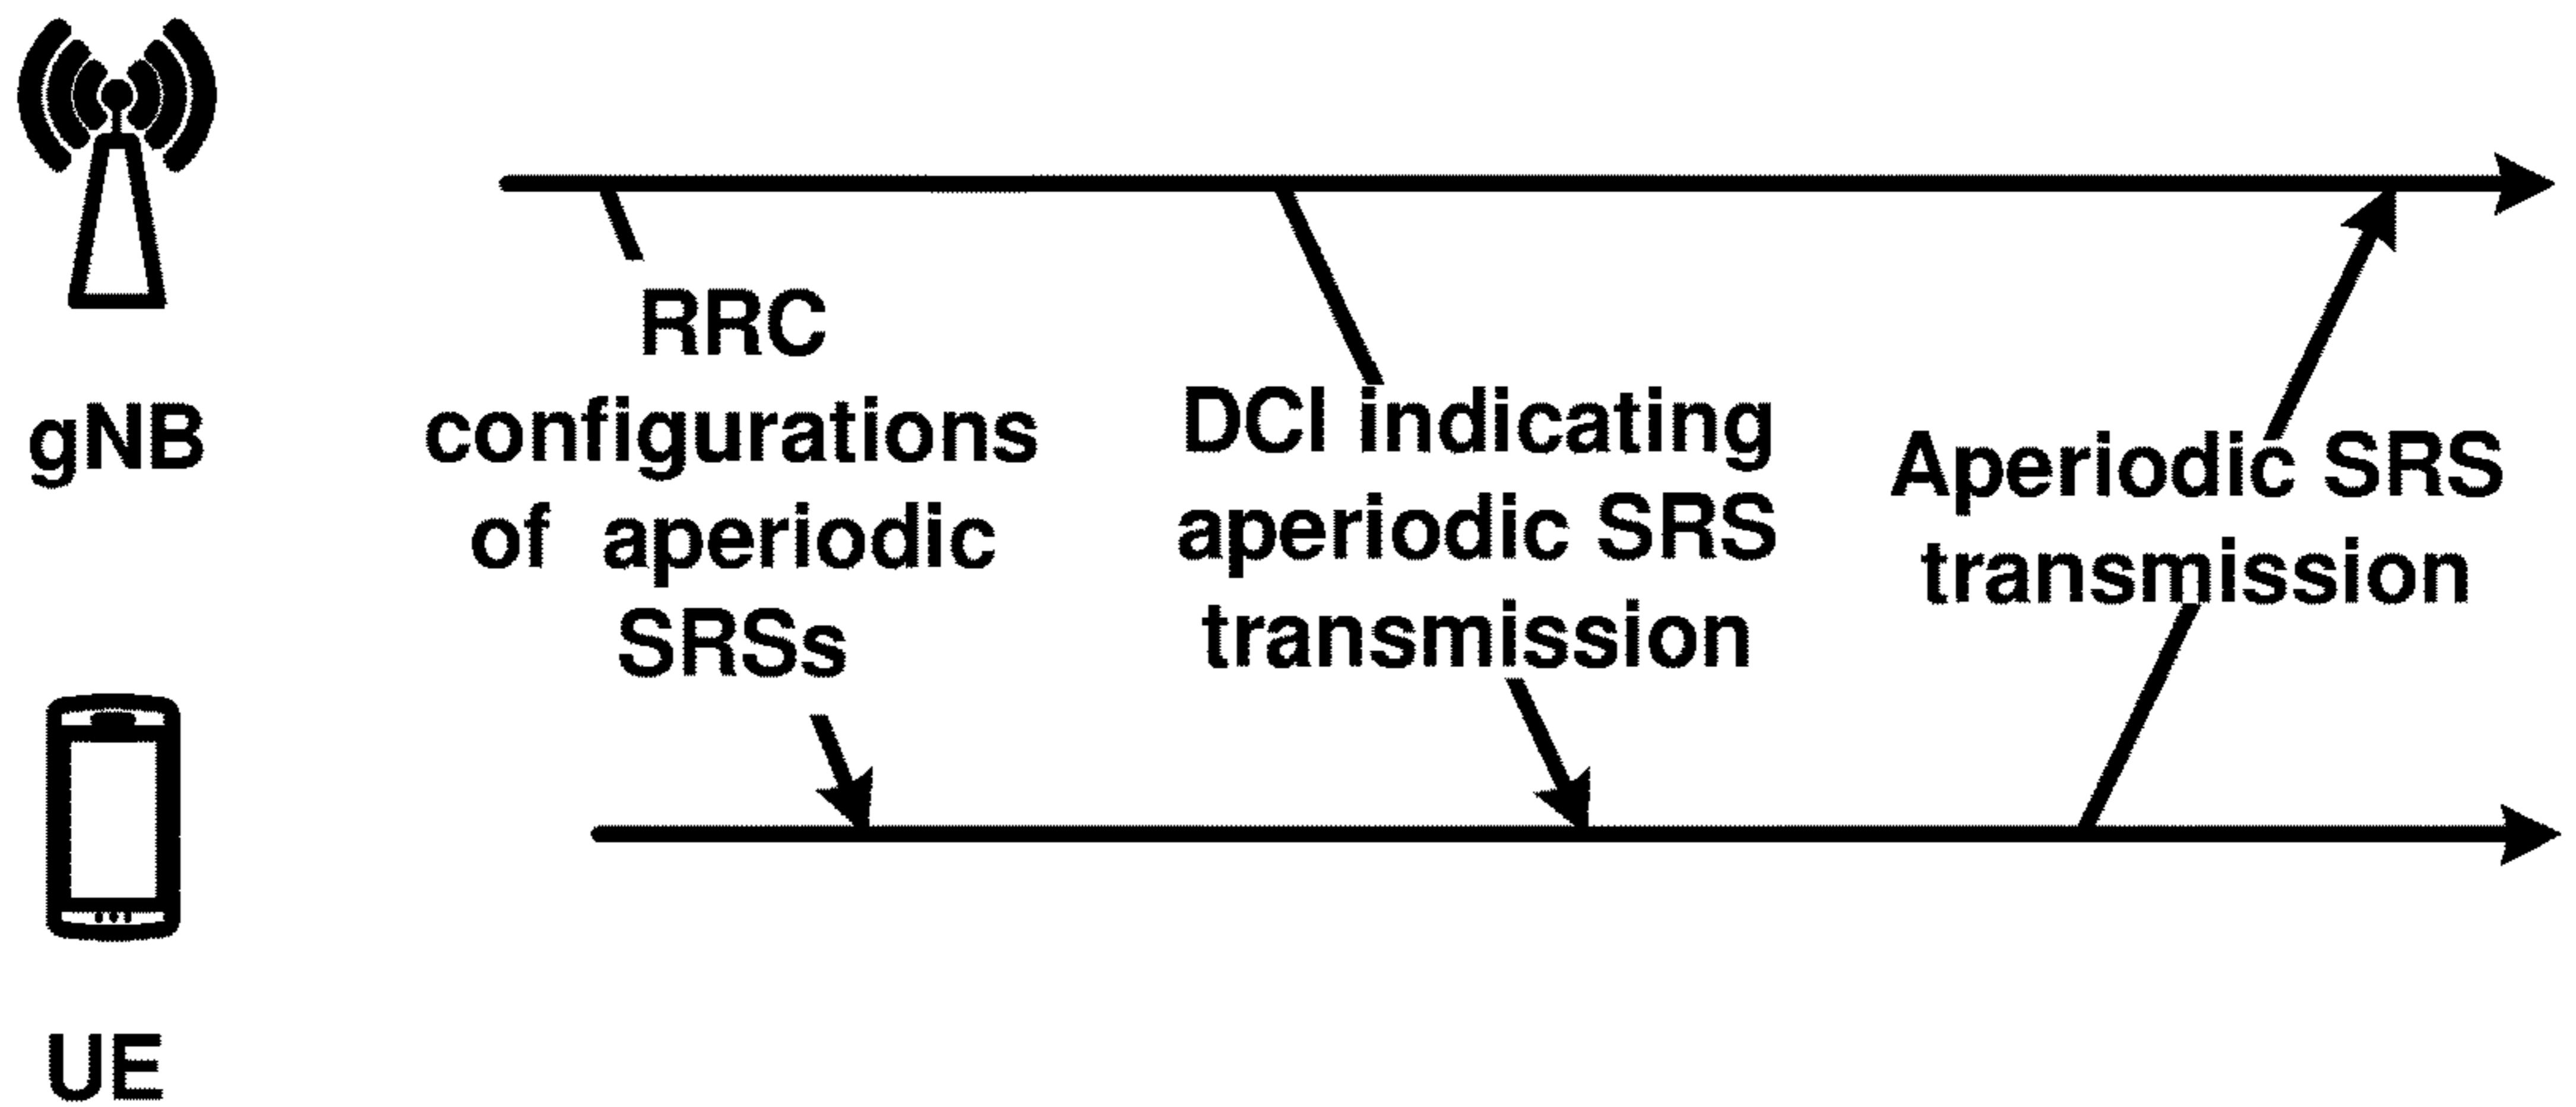 gNB
RRC
configurations
of aperiodic
SRSs
DCI indicating
aperiodic SRS
transmission
Aperiodic SRS
transmission
UE